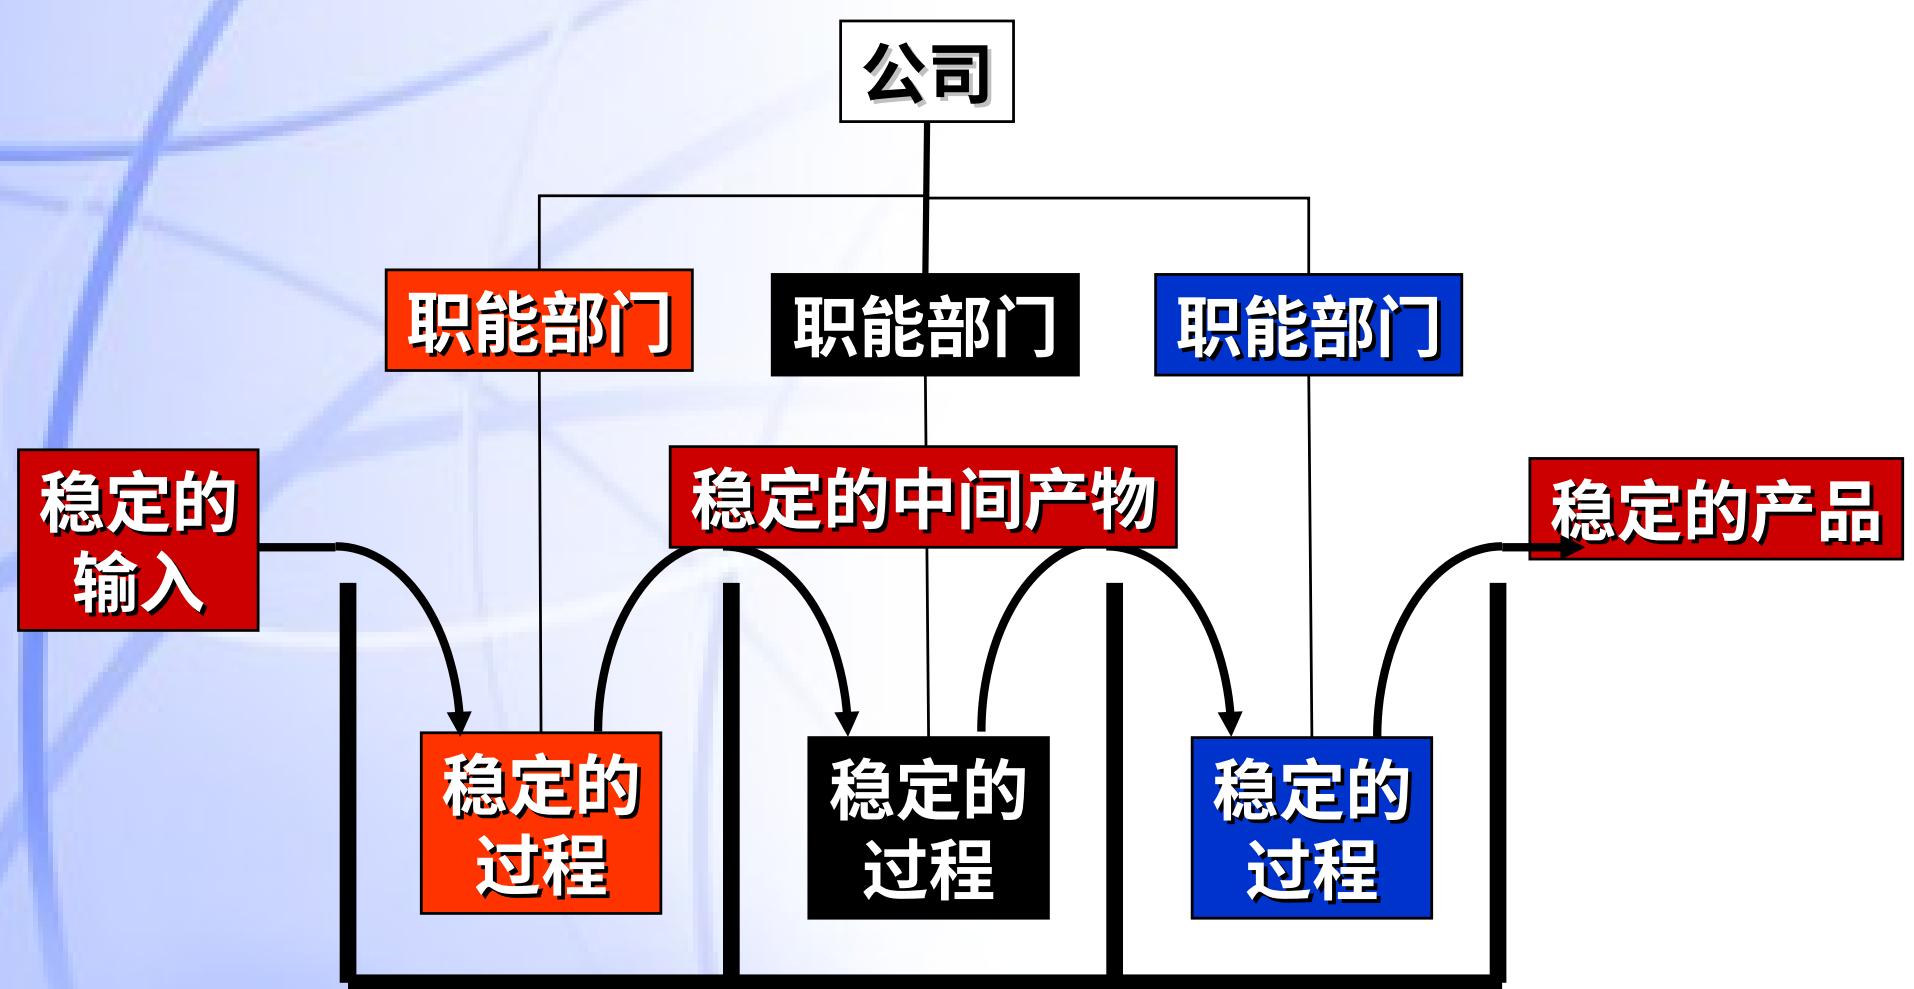 公司
职能部门
职能部门
职能部门
稳定的
输入
稳定的中间产物
稳定的产品
稳定的
过程
稳定的
过程
稳定的
过程